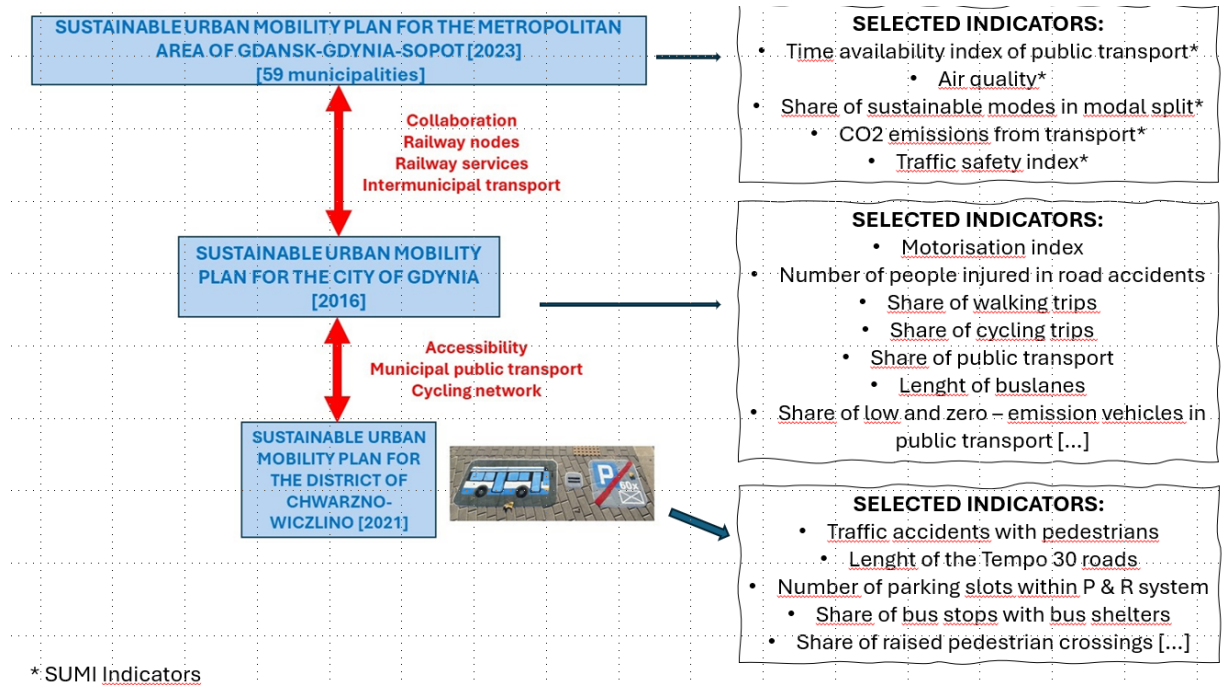 SUSTAINABLE URBAN MOBILITY PLAN FOR THE METROPOLITAN
AREA OF GDANSK-GDYNIA-SOPOT [2023]
[59 municipalities]
SELECTED INDICATORS:
• Time availability index of public transport*
• Air quality*
• Share of sustainable modes in modal split*
• CO2 emissions from transport*
• Traffic safety index*
Collaboration
Railway nodes
Railway services
Intermunicipal transport
SUSTAINABLE URBAN MOBILITY
PLAN FOR THE CITY OF GDYNIA
[2016]
SELECTED INDICATORS:
• Motorisation index
• Number of people injured in road accidents
• Share of walking trips
• Share of cycling trips
• Share of public transport
• Lenght of buslanes
• Share of low and zero – emission vehicles in
public transport [...]
Accessibility
Municipal public transport
Cycling network
SUSTAINABLE URBAN
MOBILITY PLAN FOR
THE DISTRICT OF
CHWARZNO-
WICZLINO [2021]
=
P
60x
SELECTED INDICATORS:
• Traffic accidents with pedestrians
• Lenght of the Tempo 30 roads
• Number of parking slots within P & R system
• Share of bus stops with bus shelters
• Share of raised pedestrian crossings [...]
* SUMI Indicators